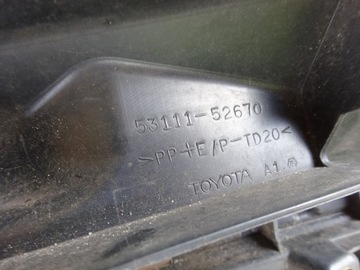 53111-52670
>PP+E/P-TD20<
TOYOTA A1